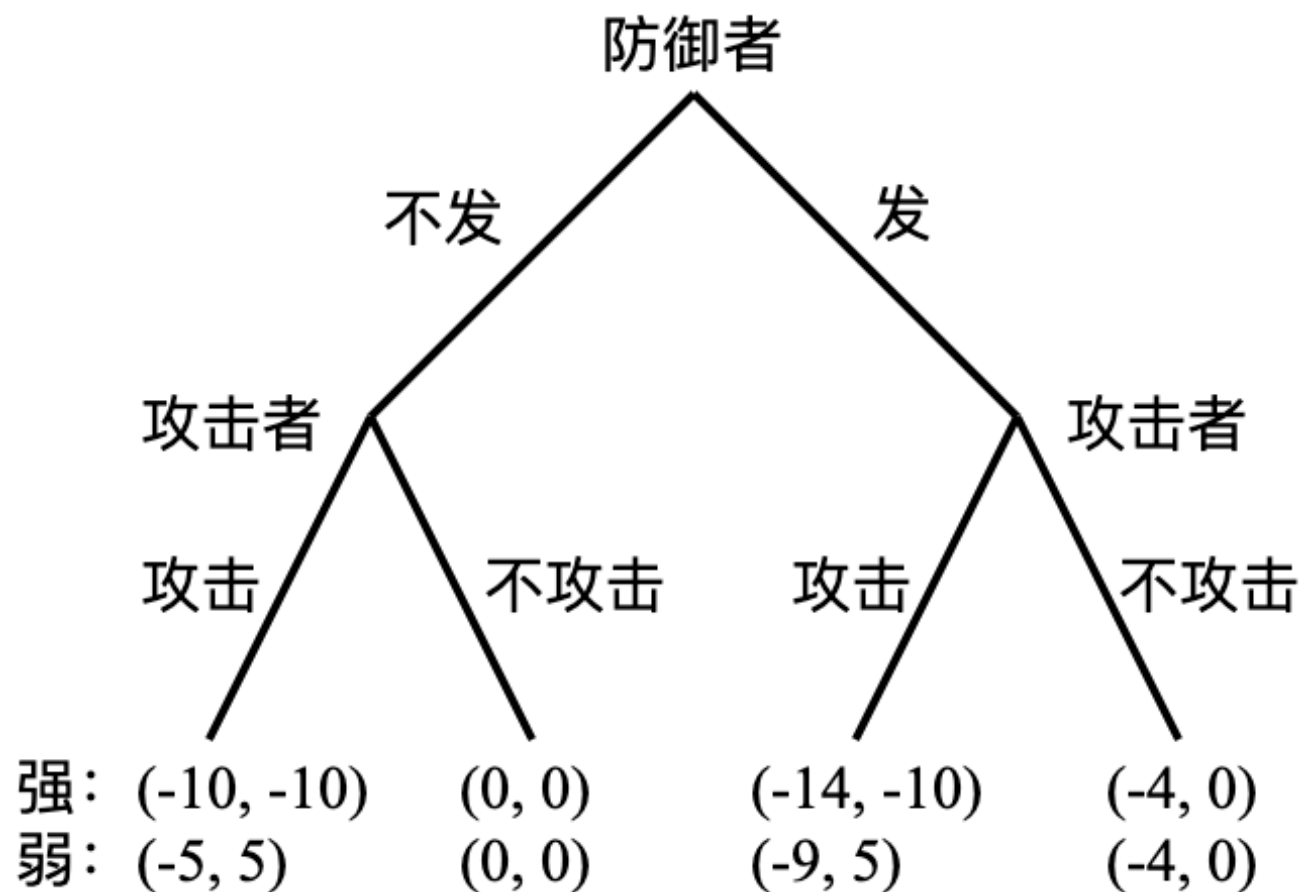 防御者
不发 发
攻击者 攻击者
攻击 不攻击 攻击 不攻击
强：(-10, -10) (0, 0) (-14, -10) (-4, 0)
弱：(-5, 5) (0, 0) (-9, 5) (-4, 0)